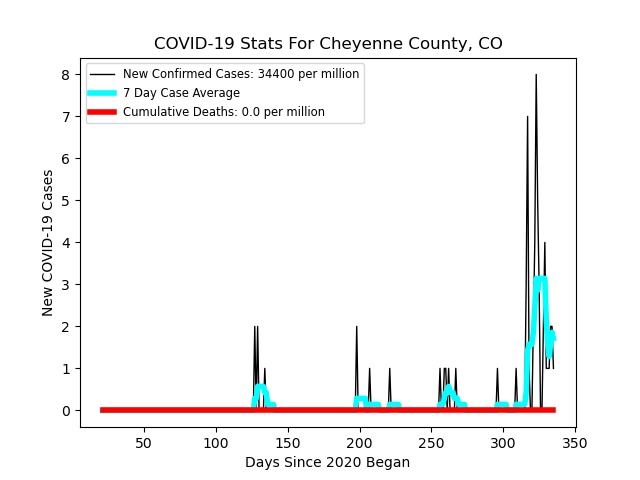 COVID-19 Stats For Cheyenne County, CO
New Confirmed Cases: 34400 per million
7 Day Case Average
Cumulative Deaths: 0.0 per million
New COVID-19 Cases
8
7
6
5
4
3
2
1
0
50 100 150 200 250 300 350
Days Since 2020 Began